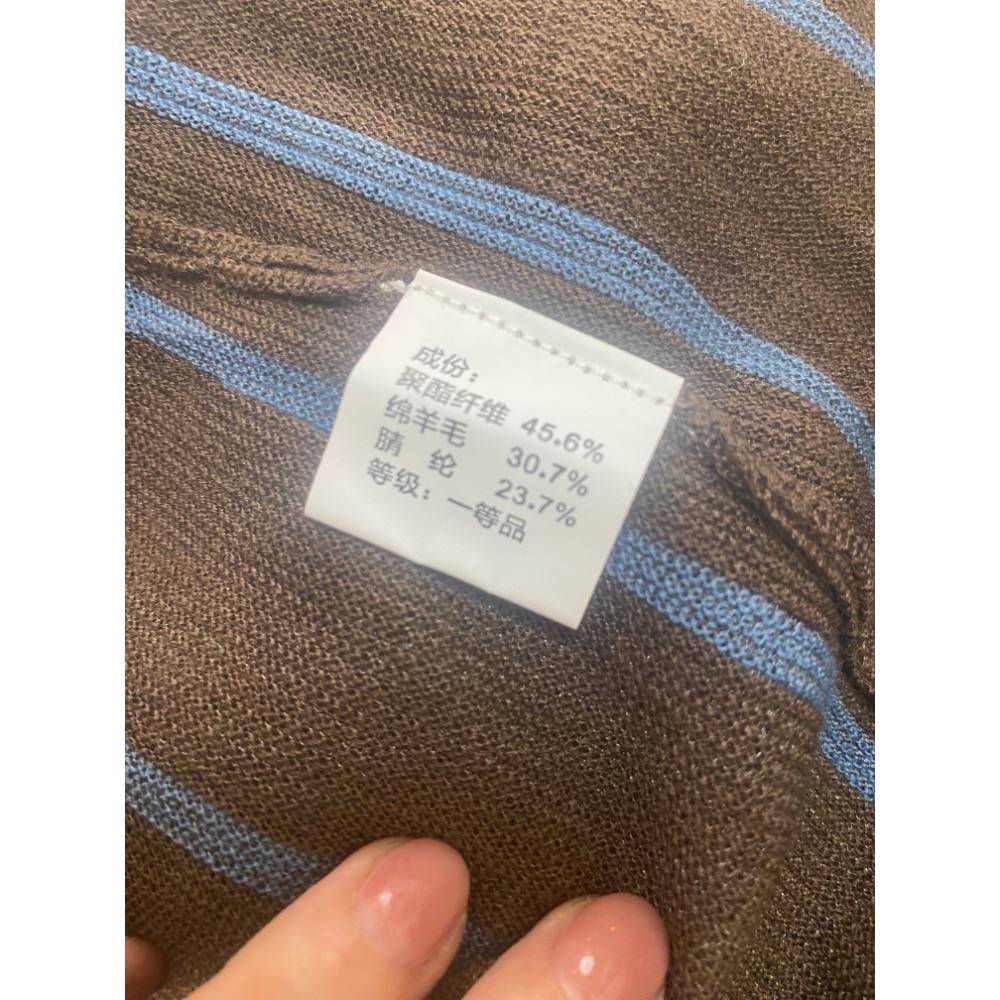 成份：
聚酯纤维 45.6%
绵羊毛 30.7%
腈 纶 23.7%
等级：一等品